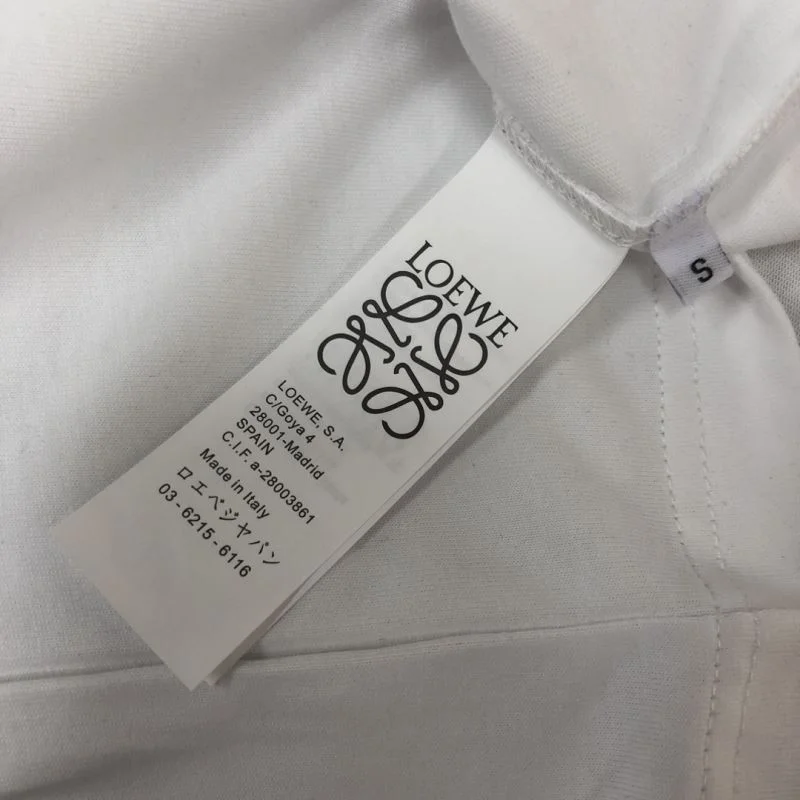 LOEWE
LOEWE, S.A.
C/Goya 4
28001-Madrid
SPAIN
C.I.F. a-28003861
Made In Italy
ロエベジヤパン
03 - 6215 - 6116
S